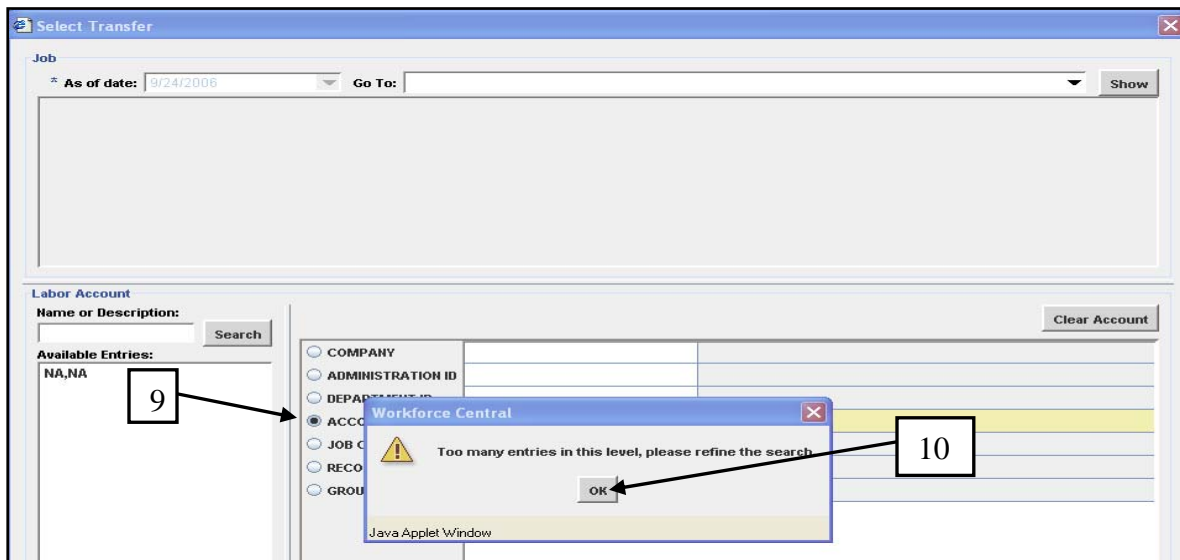 Select Transfer
Job
* As of date: 9/24/2006 Go To: Show
Labor Account
Name or Description:
Search
Clear Account
Available Entries:
NA,NA
COMPANY
ADMINISTRATION ID
9
Workforce Central
Too many entries in this level, please refine the search
10
OK
Java Applet Window